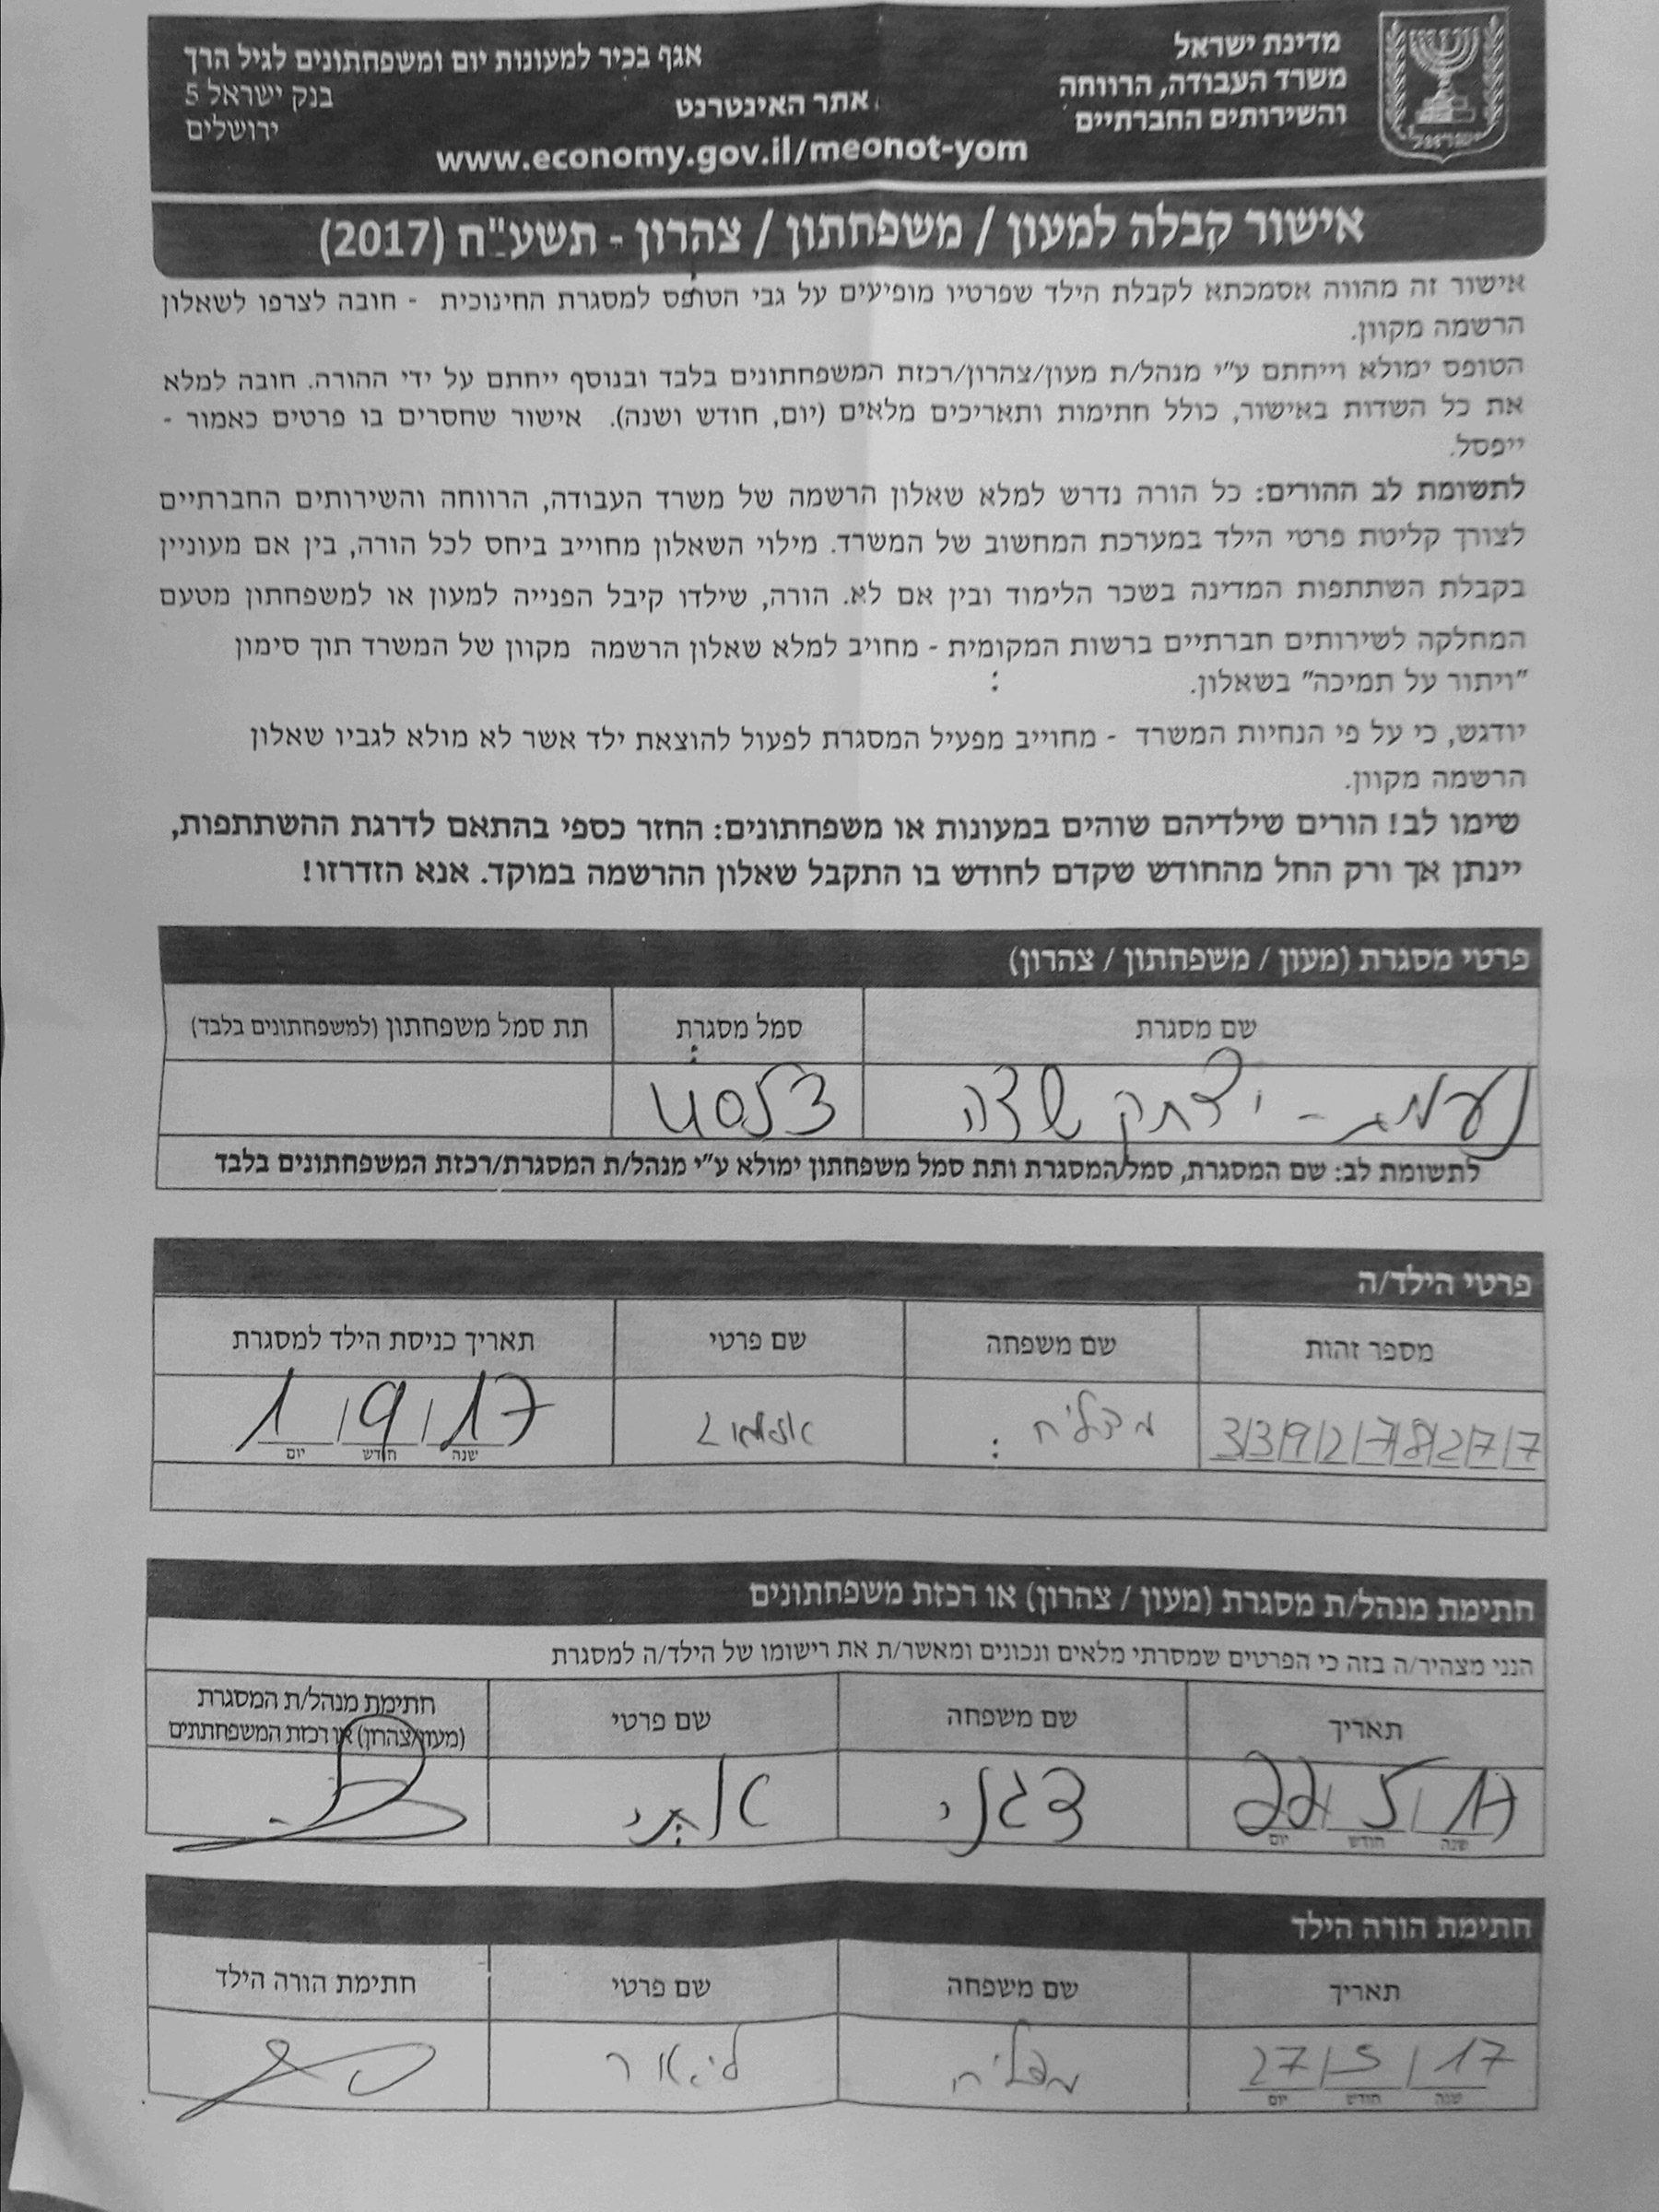 מדינת ישראל
משרד העבודה, הרווחה
והשירותים החברתיים
אתר האינטרנט
www.economy.gov.il/meonot-yom
אגף בכיר למעונות יום ומשפחתונים לגיל הרך
בנק ישראל 5
ירושלים
אישור קבלה למעון / משפחתון / צהרון - תשע"ח (2017)
אישור זה מהווה אסמכתא לקבלת הילד שפרטיו מופיעים על גבי הטופס למסגרת החינוכית - חובה לצרפו לשאלון
הרשמה מקוון.
הטופס ימולא וייחתם ע"י מנהל/ת מעון/צהרון/רכזת המשפחתונים בלבד ובנוסף ייחתם על ידי ההורה. חובה למלא
את כל השדות באישור, כולל חתימות ותאריכים מלאים (יום, חודש ושנה). אישור שחסרים בו פרטים כאמור -
ייפסל.
לתשומת לב ההורים: כל הורה נדרש למלא שאלון הרשמה של משרד העבודה, הרווחה והשירותים החברתיים
לצורך קליטת פרטי הילד במערכת המחשוב של המשרד. מילוי השאלון מחוייב ביחס לכל הורה, בין אם מעוניין
בקבלת השתתפות המדינה בשכר הלימוד ובין אם לא. הורה, שילדו קיבל הפנייה למעון או למשפחתון מטעם
המחלקה לשירותים חברתיים ברשות המקומית - מחויב למלא שאלון הרשמה מקוון של המשרד תוך סימון
"ויתור על תמיכה" בשאלון.
יודגש, כי על פי הנחיות המשרד - מחוייב מפעיל המסגרת לפעול להוצאת ילד אשר לא מולא לגביו שאלון
הרשמה מקוון.
שימו לב! הורים שילדיהם שוהים במעונות או משפחתונים: החזר כספי בהתאם לדרגת ההשתתפות,
יינתן אך ורק החל מהחודש שקדם לחודש בו התקבל שאלון ההרשמה במוקד. אנא הזדרזו!
פרטי מסגרת (מעון / משפחתון / צהרון)
שם מסגרת סמל מסגרת תת סמל משפחתון (למשפחתונים בלבד)
נעמת - יצחק שדה
לתשומת לב: שם המסגרת, סמל המסגרת ותת סמל משפחתון ימולא ע"י מנהל/ת המסגרת/רכזת המשפחתונים בלבד
פרטי הילד/ה
מספר זהות שם משפחה שם פרטי תאריך כניסת הילד למסגרת
3|3|9|2|7|8|2|7|7 מצליח 1 / 9 / 17
יום חודש שנה
חתימת מנהל/ת מסגרת (מעון / צהרון) או רכזת משפחתונים
הנני מצהיר/ה בזה כי הפרטים שמסרתי מלאים ונכונים ומאשר/ת את רישומו של הילד/ה למסגרת
תאריך שם משפחה שם פרטי חתימת מנהל/ת המסגרת
(מעון/צהרון) או רכזת המשפחתונים
22 / 5 / 17 דגני אתי
יום חודש שנה
חתימת הורה הילד
תאריך שם משפחה שם פרטי חתימת הורה הילד
27 / 5 / 17 מצליח ליאור
יום חודש שנה